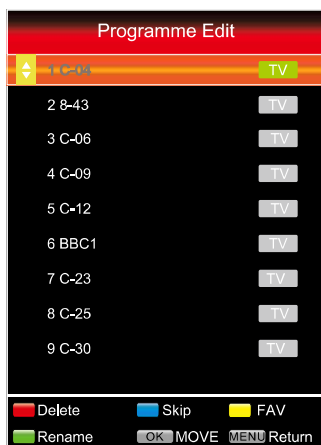 Programme Edit
1 C-04 TV
2 8-43 TV
3 C-06 TV
4 C-09 TV
5 C-12 TV
6 BBC1 TV
7 C-23 TV
8 C-25 TV
9 C-30 TV
Delete Skip FAV
Rename OK MOVE MENU Return